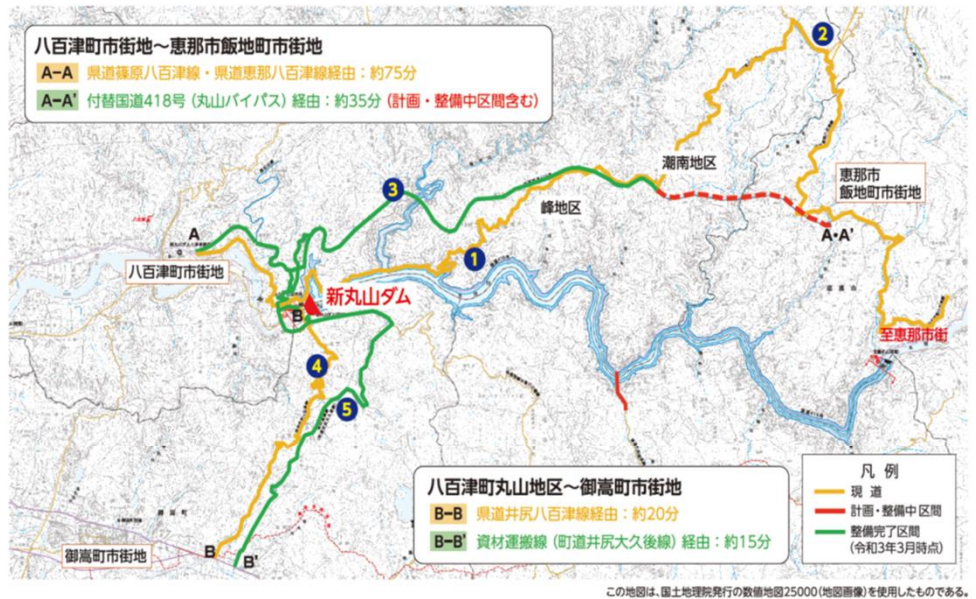 八百津町市街地～恵那市飯地町市街地
A−A 県道篠原八百津線・県道恵那八百津線経由：約75分
A−A’ 付替国道418号（丸山バイパス）経由：約35分（計画・整備中区間含む）
2
潮南地区
恵那市
飯地町市街地
3
峰地区
A
A・A’
1
八百津町市街地
新丸山ダム
B
至恵那市街
4
5
八百津町丸山地区～御嵩町市街地
B−B 県道井尻八百津線経由：約20分
B−B’ 資材運搬線（町道井尻大久後線）経由：約15分
凡 例
現 道
計画・整備中 区間
整備完了区間
（令和3年3月時点）
御嵩町市街地
B
B’
この地図は、国土地理院発行の数値地図25000（地図画像）を使用したものである。